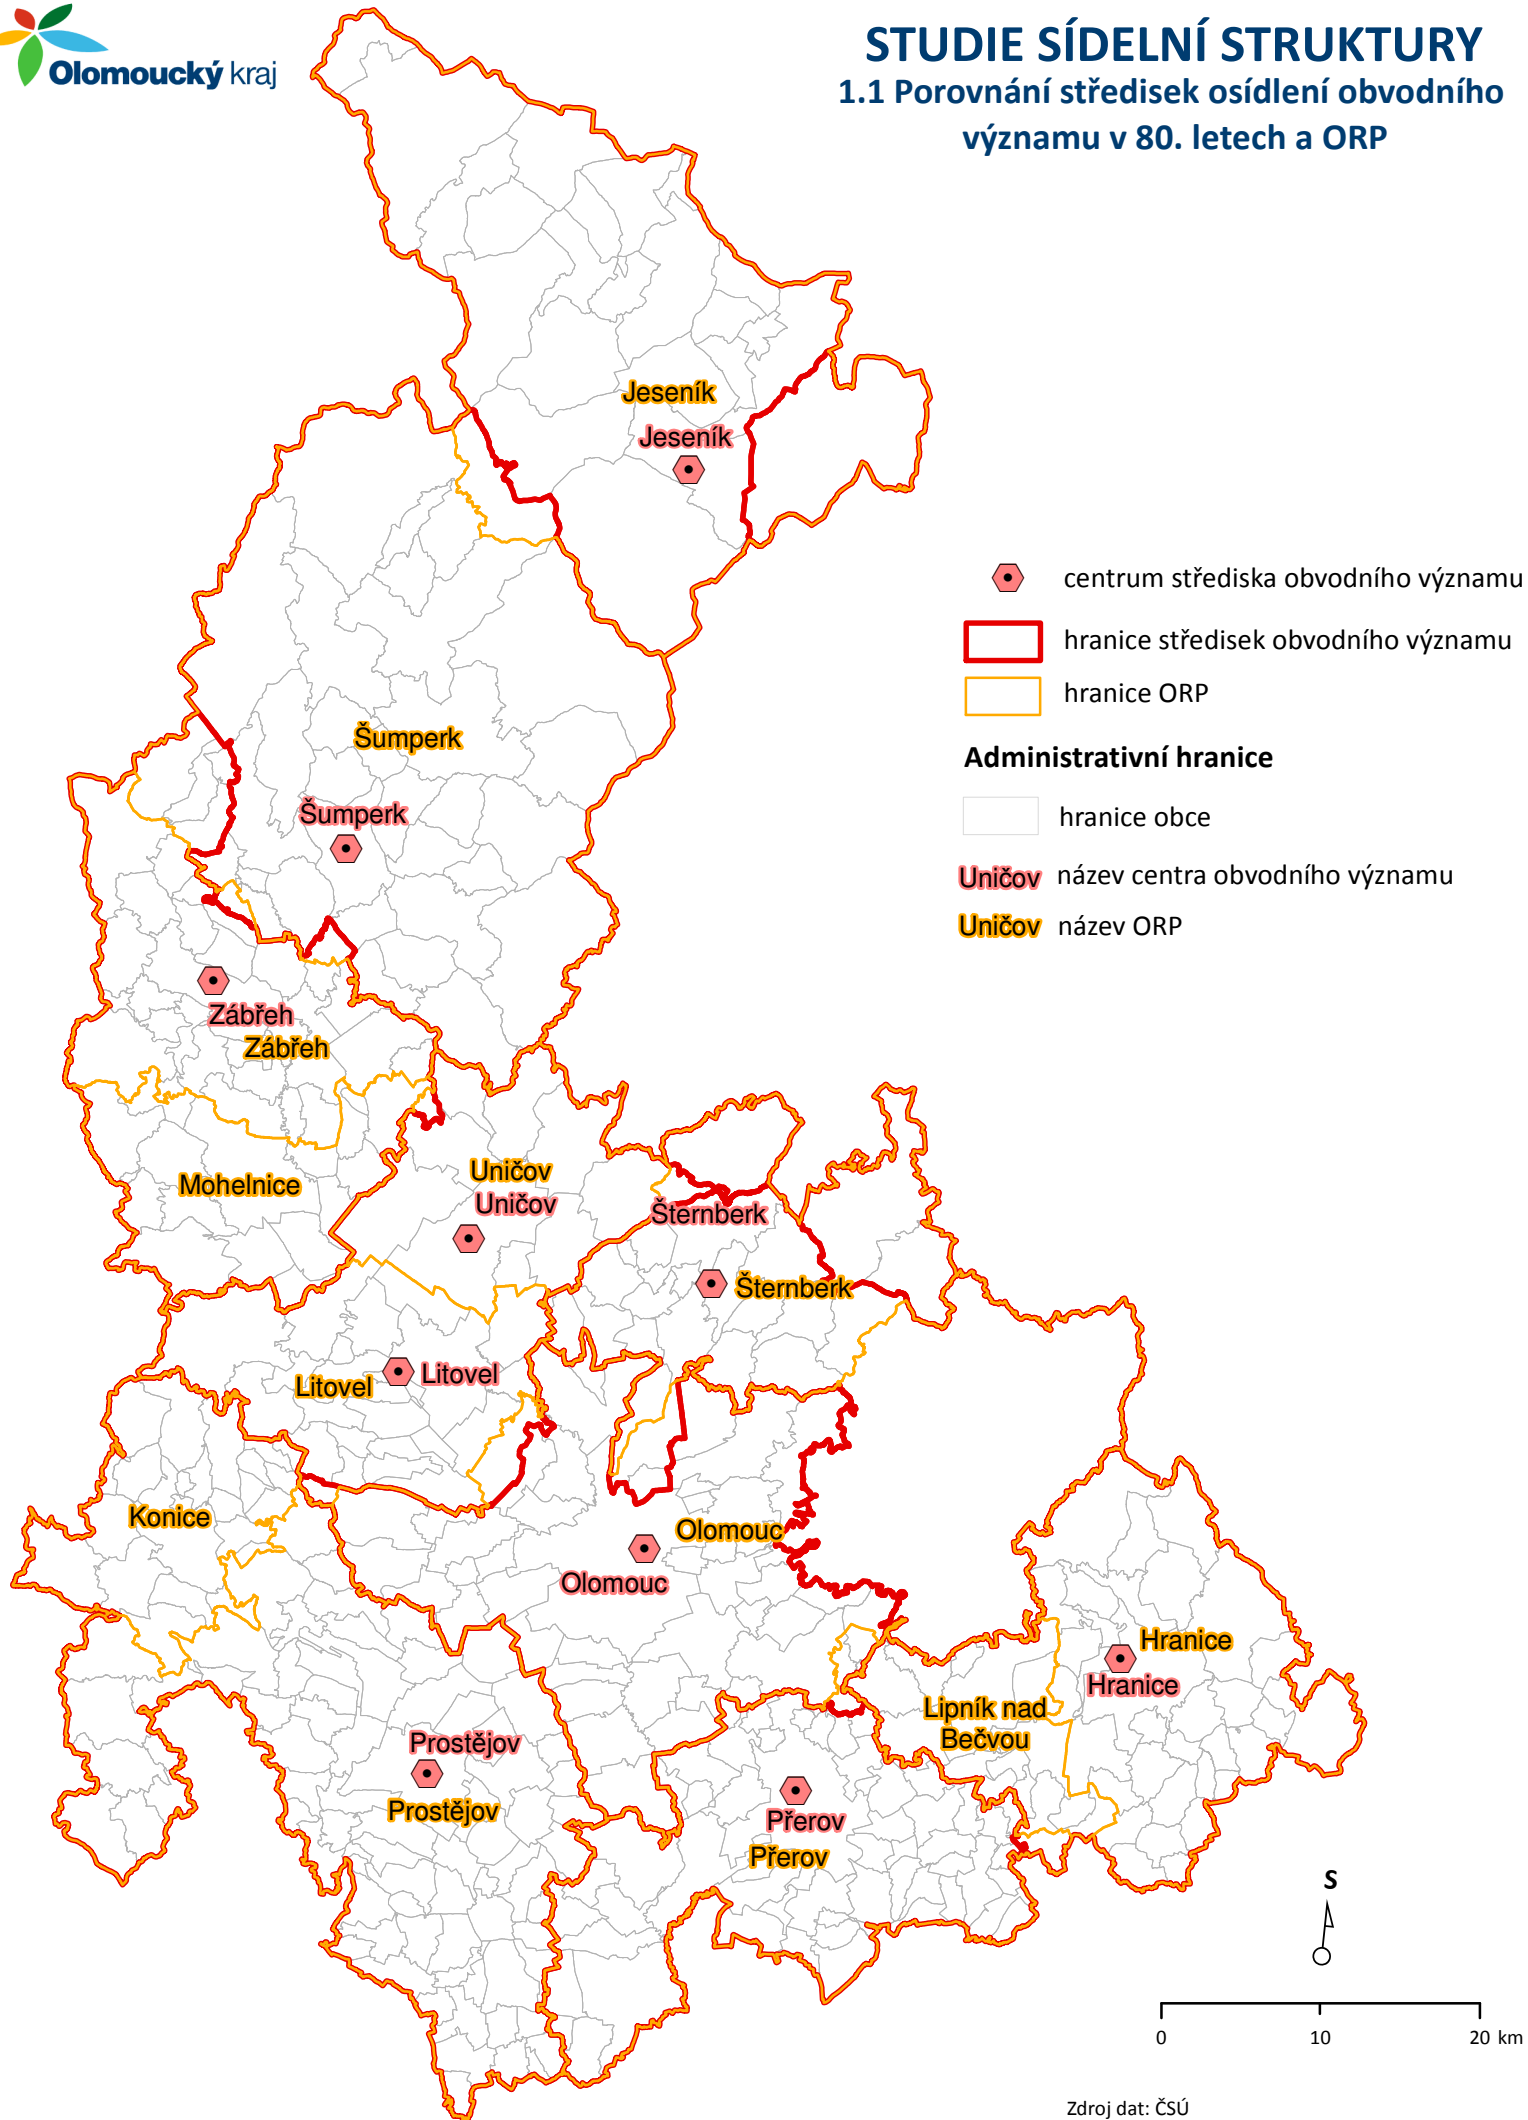 Olomoucký kraj
STUDIE SÍDELNÍ STRUKTURY
1.1 Porovnání středisek osídlení obvodního
významu v 80. letech a ORP
Jeseník
Jeseník
centrum střediska obvodního významu
hranice středisek obvodního významu
hranice ORP
Administrativní hranice
hranice obce
Uničov název centra obvodního významu
Uničov název ORP
Šumperk
Šumperk
Zábřeh
Zábřeh
Mohelnice
Uničov
Uničov
Šternberk
Šternberk
Litovel
Litovel
Konice
Olomouc
Olomouc
Hranice
Hranice
Lipník nad
Bečvou
Prostějov
Prostějov
Přerov
Přerov
S
0 10 20 km
Zdroj dat: ČSÚ